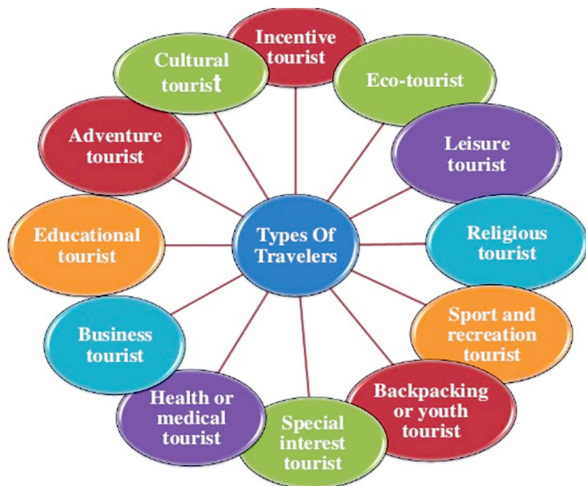 Incentive
tourist
Eco-tourist
Leisure
tourist
Religious
tourist
Sport and
recreation
tourist
Backpacking
or youth
tourist
Special
interest
tourist
Health or
medical
tourist
Business
tourist
Educational
tourist
Adventure
tourist
Cultural
tourist
Types Of
Travelers